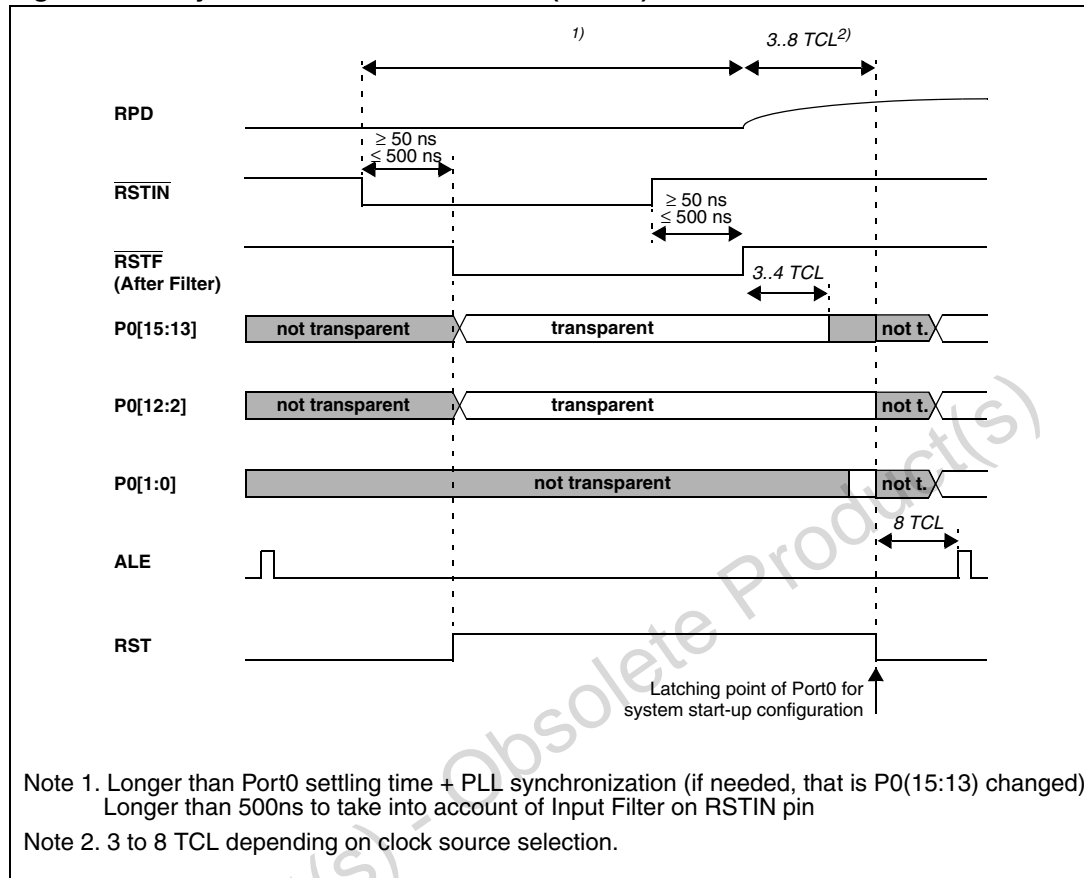 1)
3..8 TCL2)
RPD
≥ 50 ns
≤ 500 ns
RSTIN
≥ 50 ns
≤ 500 ns
RSTF
(After Filter)
3..4 TCL
P0[15:13]
not transparent
transparent
not t.
P0[12:2]
not transparent
transparent
not t.
P0[1:0]
not transparent
not t.
8 TCL
ALE
RST
Latching point of Port0 for
system start-up configuration
Note 1. Longer than Port0 settling time + PLL synchronization (if needed, that is P0(15:13) changed)
Longer than 500ns to take into account of Input Filter on RSTIN pin
Note 2. 3 to 8 TCL depending on clock source selection.
(s) - Obsolete Product(s)